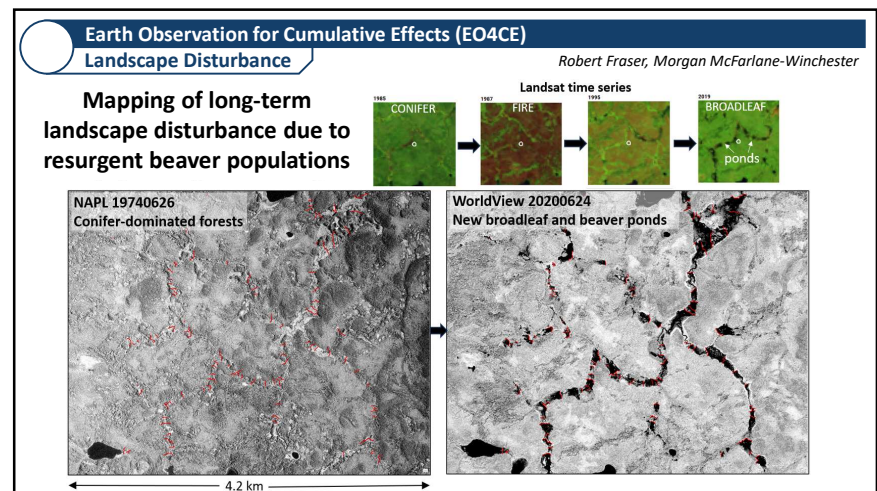 Earth Observation for Cumulative Effects (EO4CE)
Landscape Disturbance
Robert Fraser, Morgan McFarlane-Winchester
Mapping of long-term
landscape disturbance due to
resurgent beaver populations
Landsat time series
1985
CONIFER
1987
FIRE
1995
2019
BROADLEAF
ponds
NAPL 19740626
Conifer-dominated forests
WorldView 20200624
New broadleaf and beaver ponds
4.2 km